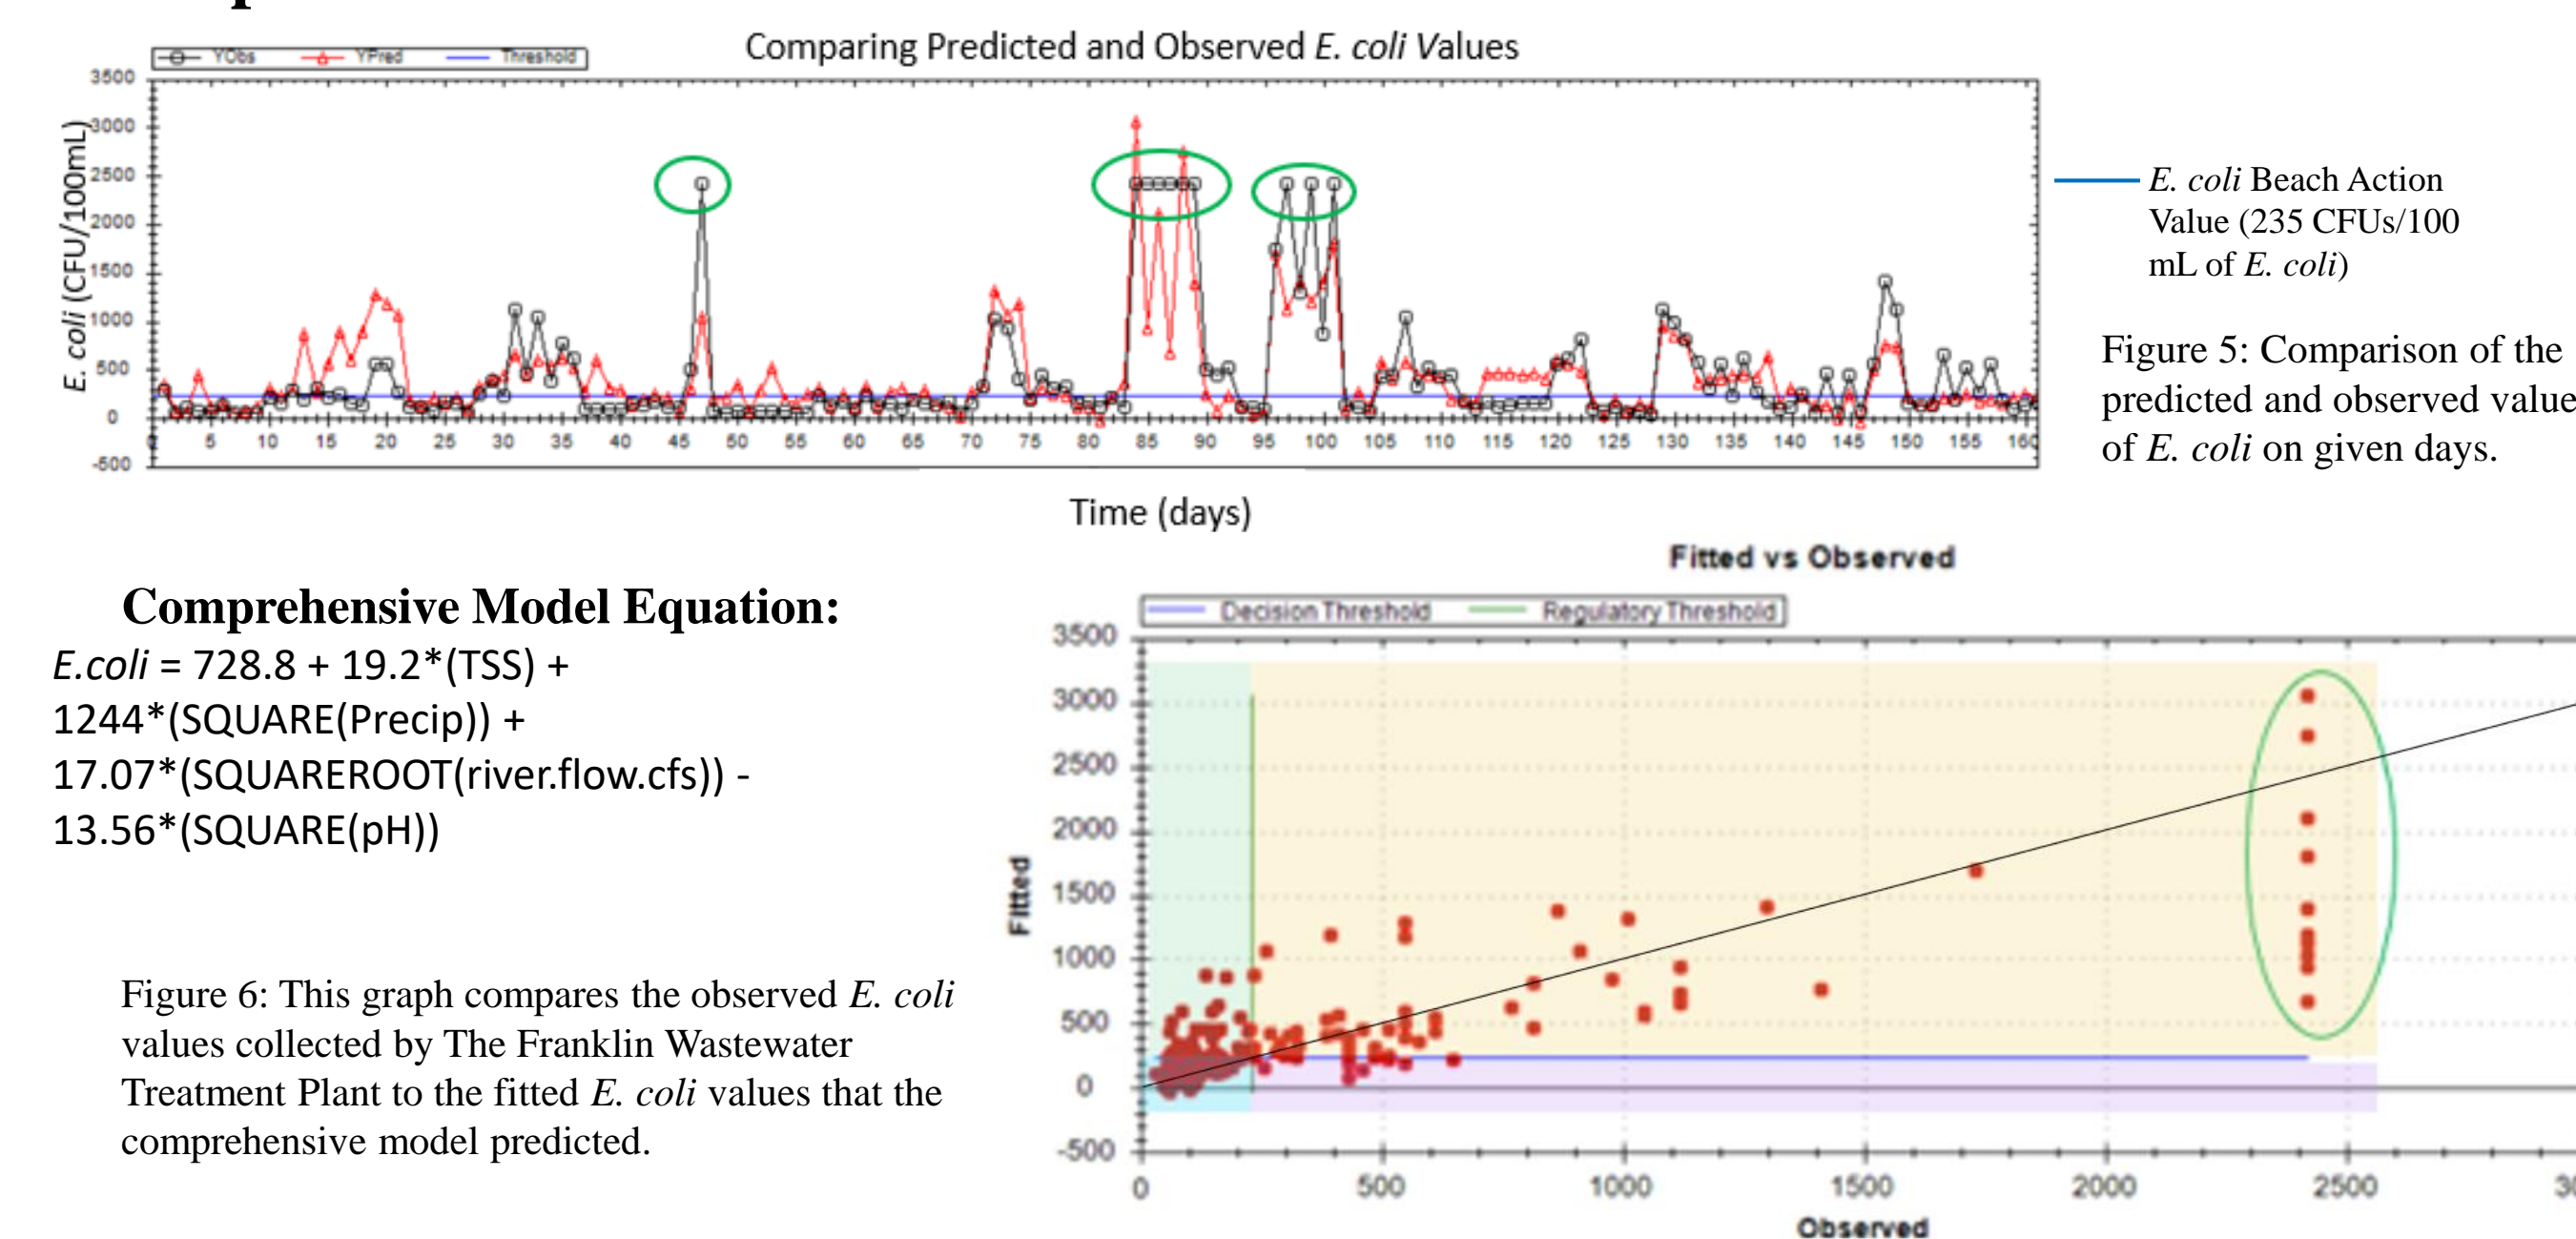 Comparing Predicted and Observed E. coli Values
YObs YPred Threshold
3500
3000
2500
2000
1500
1000
500
0
-500
E. coli (CFU/100mL)
5 10 15 20 25 30 35 40 45 50 55 60 65 70 75 80 85 90 95 100 105 110 115 120 125 130 135 140 145 150 155 160
Time (days)
E. coli Beach Action
Value (235 CFUs/100
mL of E. coli)
Figure 5: Comparison of the
predicted and observed value
of E. coli on given days.
Comprehensive Model Equation:
E.coli = 728.8 + 19.2*(TSS) +
1244*(SQUARE(Precip)) +
17.07*(SQUAREROOT(river.flow.cfs)) -
13.56*(SQUARE(pH))
Figure 6: This graph compares the observed E. coli
values collected by The Franklin Wastewater
Treatment Plant to the fitted E. coli values that the
comprehensive model predicted.
Fitted vs Observed
Decision Threshold Regulatory Threshold
3500
3000
2500
2000
1500
1000
500
0
-500
Fitted
0 500 1000 1500 2000 2500
Observed